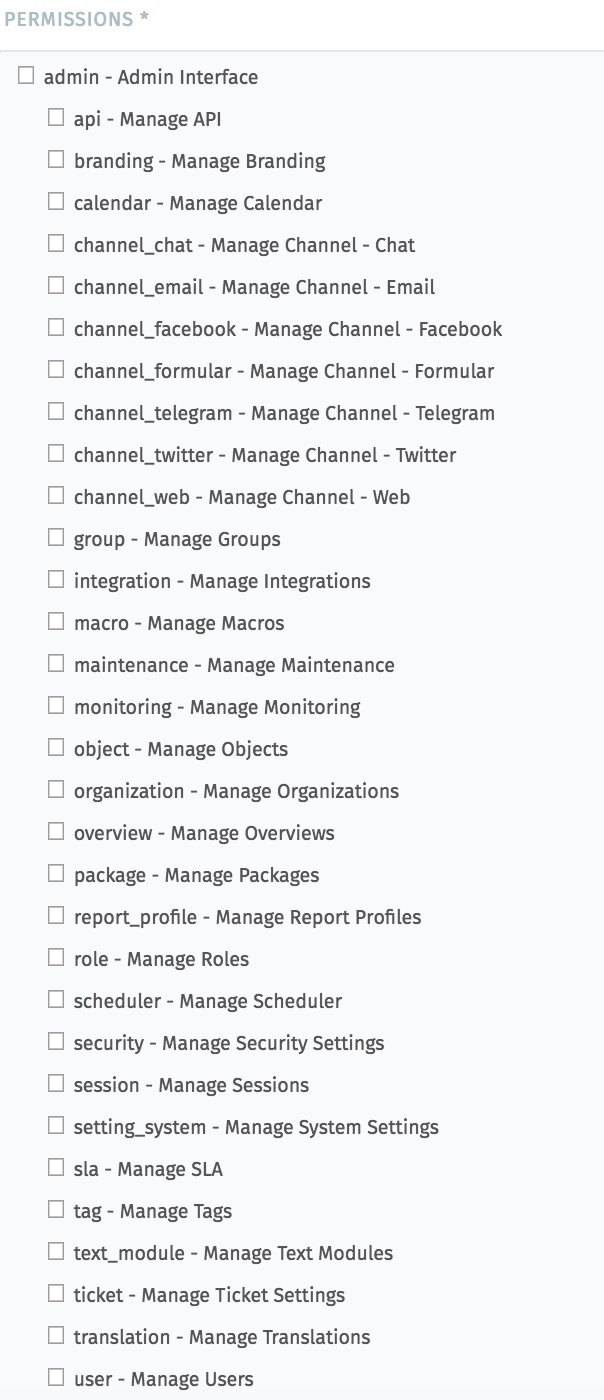 PERMISSIONS *
admin - Admin Interface
api - Manage API
branding - Manage Branding
calendar - Manage Calendar
channel_chat - Manage Channel - Chat
channel_email - Manage Channel - Email
channel_facebook - Manage Channel - Facebook
channel_formular - Manage Channel - Formular
channel_telegram - Manage Channel - Telegram
channel_twitter - Manage Channel - Twitter
channel_web - Manage Channel - Web
group - Manage Groups
integration - Manage Integrations
macro - Manage Macros
maintenance - Manage Maintenance
monitoring - Manage Monitoring
object - Manage Objects
organization - Manage Organizations
overview - Manage Overviews
package - Manage Packages
report_profile - Manage Report Profiles
role - Manage Roles
scheduler - Manage Scheduler
security - Manage Security Settings
session - Manage Sessions
setting_system - Manage System Settings
sla - Manage SLA
tag - Manage Tags
text_module - Manage Text Modules
ticket - Manage Ticket Settings
translation - Manage Translations
user - Manage Users